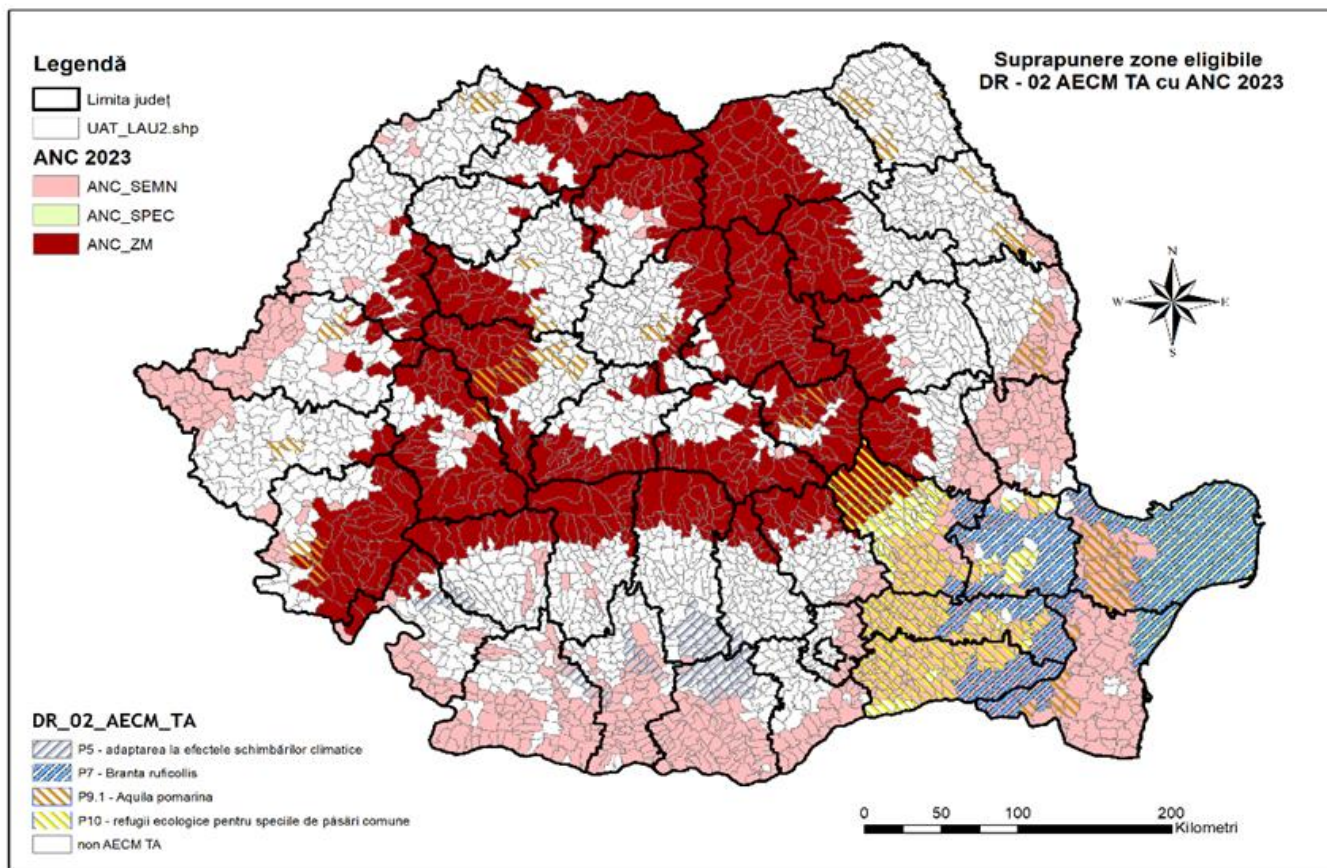 Legendă
Limita județ
UAT_LAU2.shp
ANC 2023
ANC_SEMN
ANC_SPEC
ANC_ZM
Suprapunere zone eligibile
DR - 02 AECM TA cu ANC 2023
N
W E
S
DR_02_AECM_TA
P5 - adaptarea la efectele schimbărilor climatice
P7 - Branta ruficollis
P9.1 - Aquila pomarina
P10 - refugii ecologice pentru speciile de păsări comune
non AECM TA
0 50 100 200
Kilometri